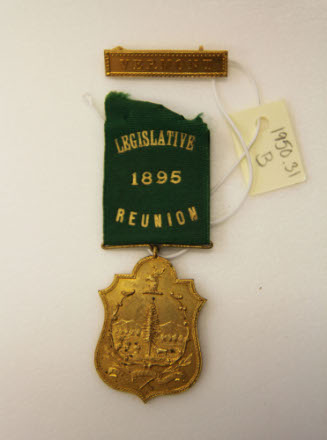 VERMONT
LEGISLATIVE
1895
REUNION
1950.31
B